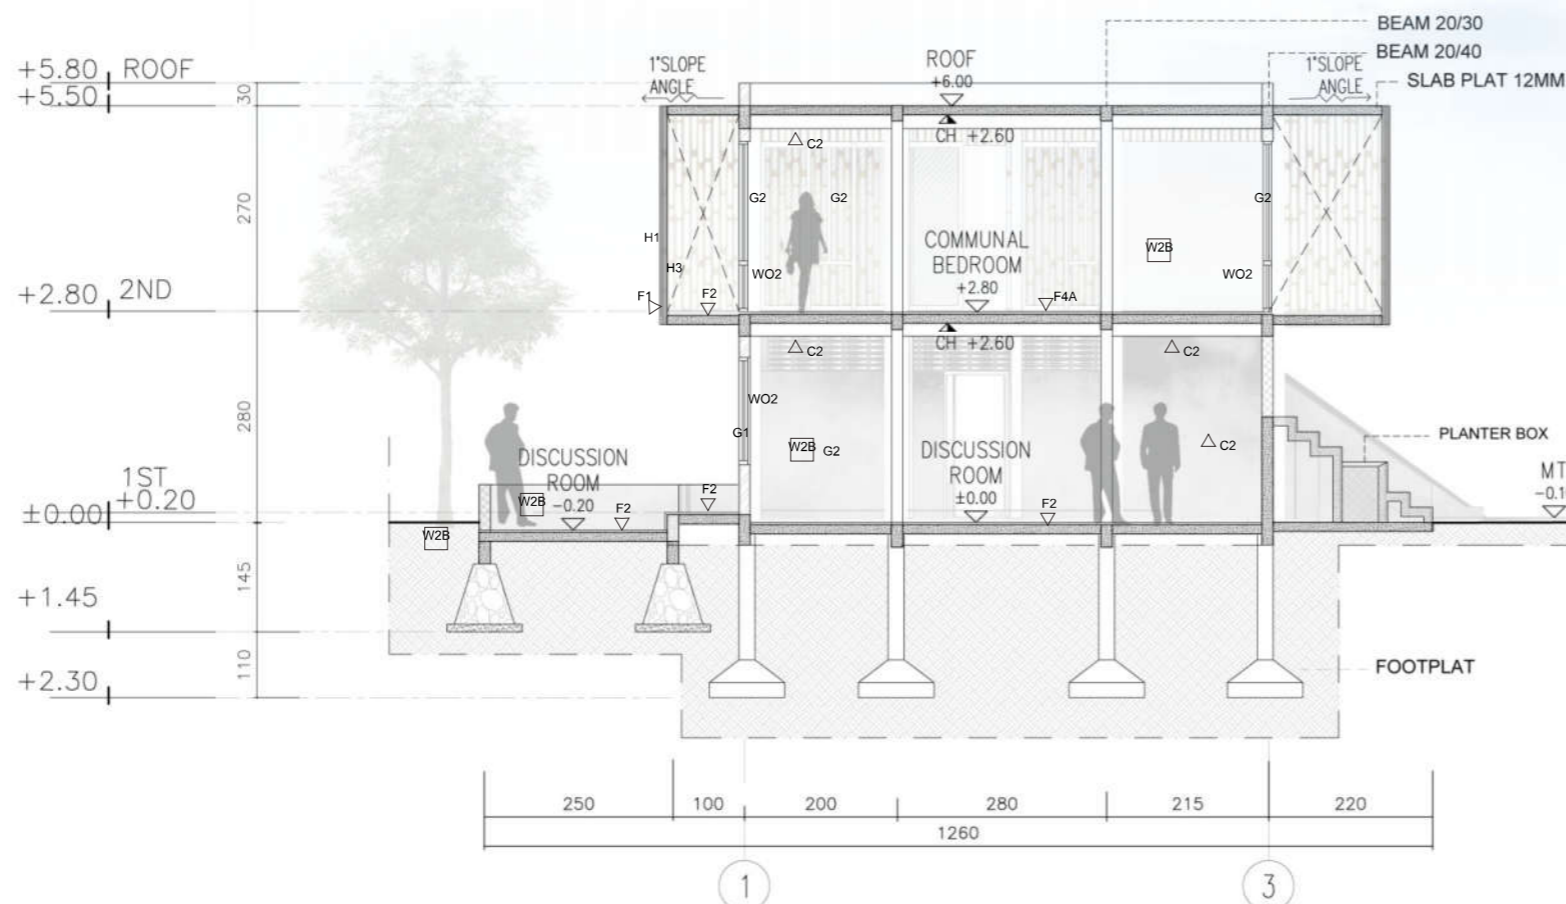 BEAM 20/30
BEAM 20/40
SLAB PLAT 12MM
+5.80
ROOF
+5.50
1°SLOPE
ANGLE
ROOF
+6.00
1°SLOPE
ANGLE
30
CH +2.60
C2
270
G2
G2
G2
H1
H3
COMMUNAL
BEDROOM
+2.80
W2B
WO2
WO2
+2.80
2ND
F1
F2
F4A
CH +2.60
C2
C2
280
WO2
G1
W2B
G2
C2
PLANTER BOX
DISCUSSION
ROOM
-0.20
DISCUSSION
ROOM
±0.00
1ST
+0.20
±0.00
W2B
F2
F2
F2
MT
-0.1
W2B
145
+1.45
110
+2.30
FOOTPLAT
250
100
200
280
215
220
1260
1
3